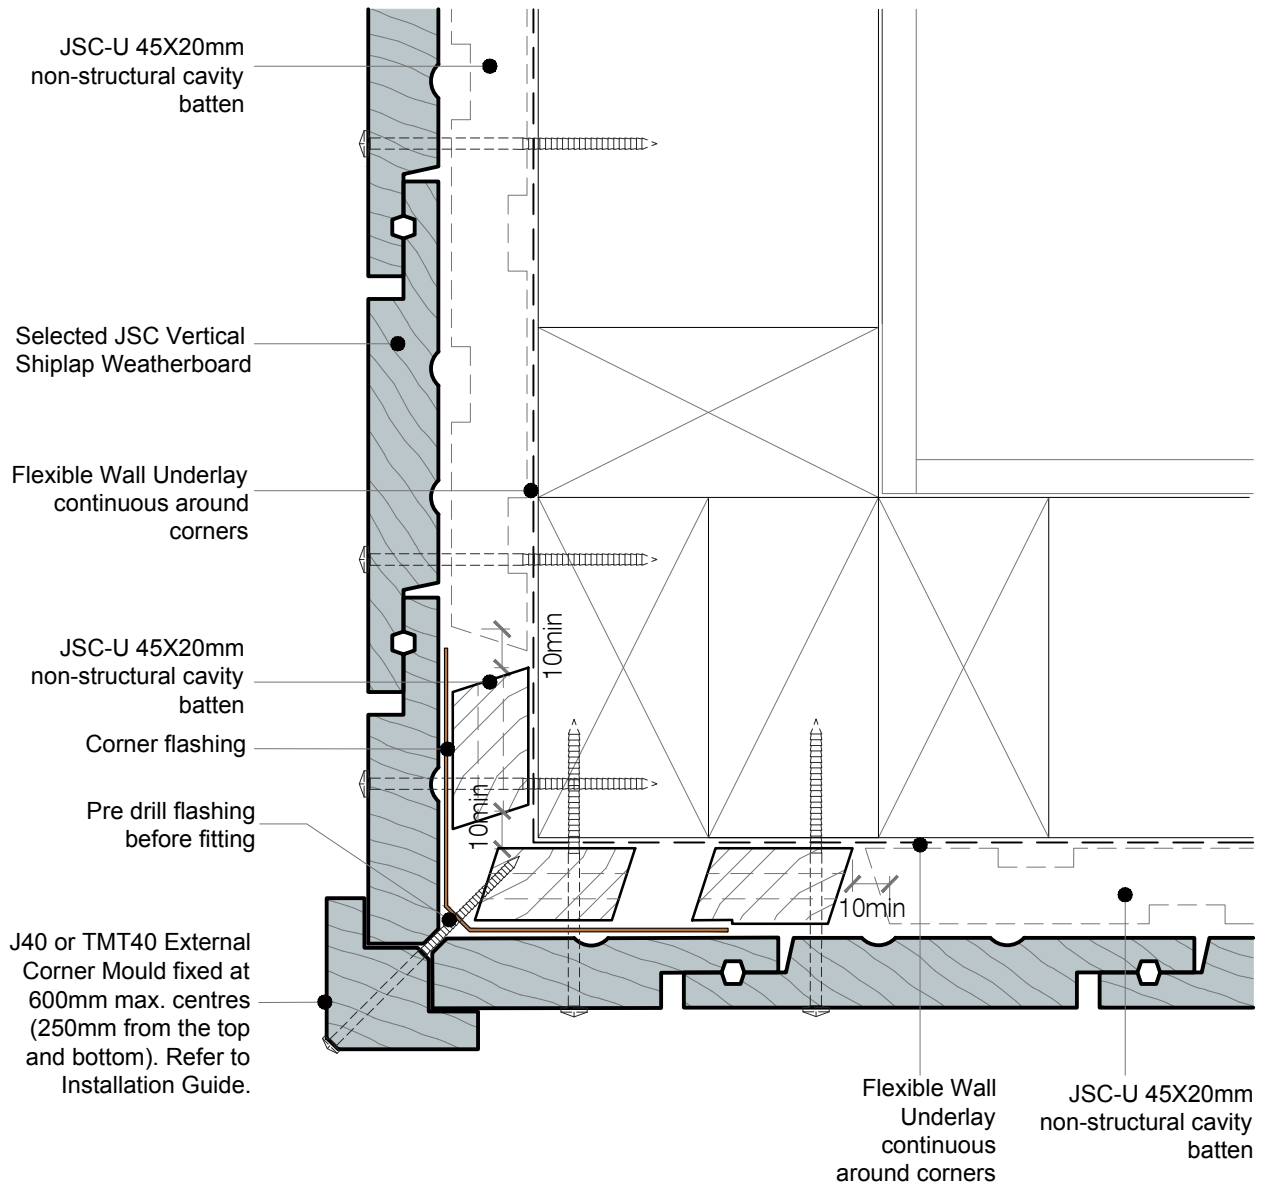 JSC-U 45X20mm
non-structural cavity
batten
Selected JSC Vertical
Shiplap Weatherboard
Flexible Wall Underlay
continuous around
corners
10min
JSC-U 45X20mm
non-structural cavity
batten
Corner flashing
Pre drill flashing
before fitting
10min
10min
J40 or TMT40 External
Corner Mould fixed at
600mm max. centres
(250mm from the top
and bottom). Refer to
Installation Guide.
Flexible Wall
Underlay
continuous
around corners
JSC-U 45X20mm
non-structural cavity
batten